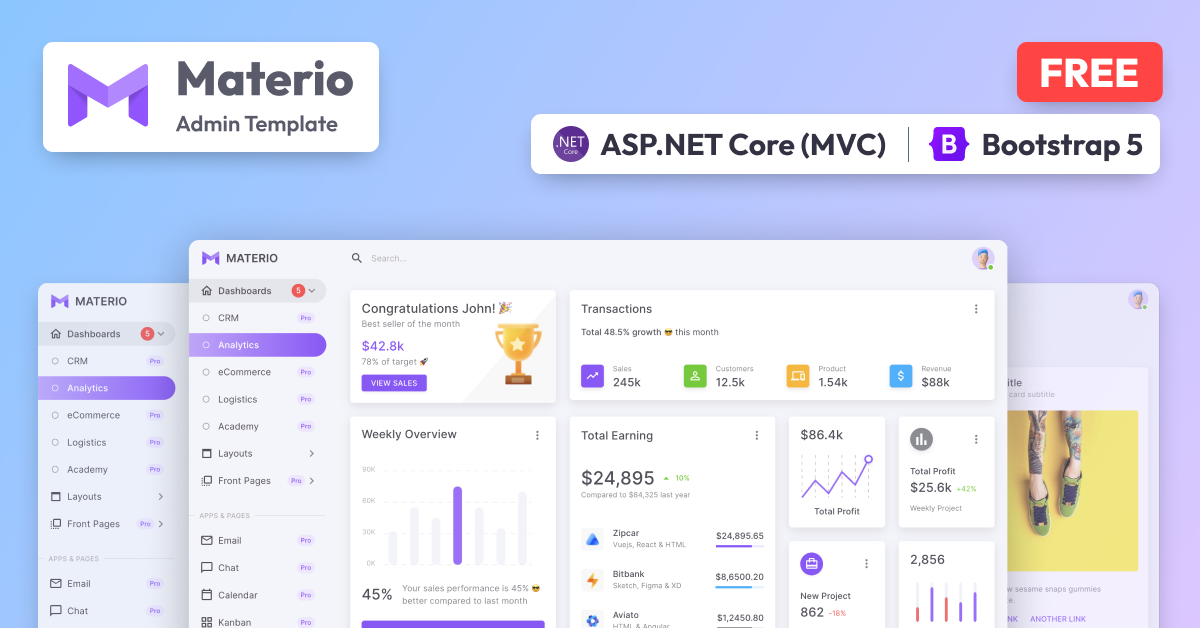 Materio
Admin Template
FREE
.NET
Core
ASP.NET Core (MVC)
B
Bootstrap 5
MATERIO
Dashboards
5
CRM
Pro
Analytics
eCommerce
Pro
Logistics
Pro
Academy
Pro
Layouts
Front Pages
Pro
APPS & PAGES
Email
Pro
Chat
Pro
MATERIO
Search...
Dashboards
5
CRM
Pro
Analytics
eCommerce
Pro
Logistics
Pro
Academy
Pro
Layouts
Front Pages
Pro
APPS & PAGES
Email
Pro
Chat
Pro
Calendar
Pro
Kanban
Pro
Congratulations John! 🎉
Best seller of the month
$42.8k
78% of target 🚀
VIEW SALES
Transactions
Total 48.5% growth 😎 this month
Sales
245k
Customers
12.5k
Product
1.54k
$
Revenue
$88k
Weekly Overview
90K
60K
30K
0K
45%
Your sales performance is 45% 😎
better compared to last month
Total Earning
$24,895
10%
Compared to $84,325 last year
Zipcar
Vuejs, React & HTML
$24,895.65
Bitbank
Sketch, Figma & XD
$8,6500.20
Aviato
HTML & Angular
$1,2450.80
$86.4k
Total Profit
Total Profit
$25.6k
+42%
Weekly Project
New Project
862
-18%
2,856
itle
card subtitle
w sesame snaps gummies
e.
NK
ANOTHER LINK